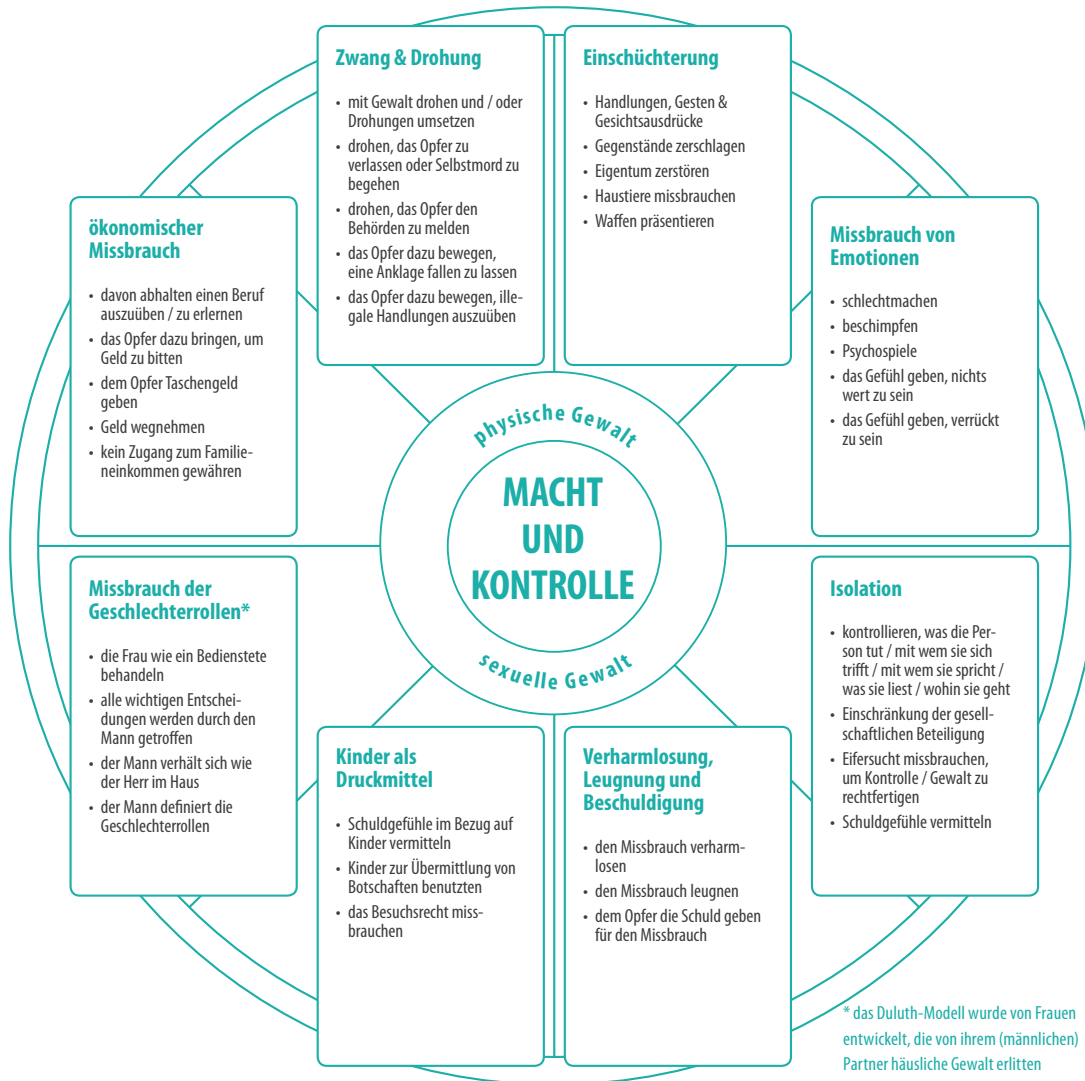 Zwang & Drohung
• mit Gewalt drohen und / oder
Drohungen umsetzen
• drohen, das Opfer zu
verlassen oder Selbstmord zu
begehen
• drohen, das Opfer den
Behörden zu melden
• das Opfer dazu bewegen,
eine Anklage fallen zu lassen
• das Opfer dazu bewegen, ille-
gale Handlungen auszuüben
Einschüchterung
• Handlungen, Gesten &
Gesichtsausdrücke
• Gegenstände zerschlagen
• Eigentum zerstören
• Haustiere missbrauchen
• Waffen präsentieren
ökonomischer
Missbrauch
• davon abhalten einen Beruf
auszuüben / zu erlernen
• das Opfer dazu bringen, um
Geld zu bitten
• dem Opfer Taschengeld
geben
• Geld wegnehmen
• kein Zugang zum Familie-
neinkommen gewähren
Missbrauch von
Emotionen
• schlechtmachen
• beschimpfen
• Psychospiele
• das Gefühl geben, nichts
wert zu sein
• das Gefühl geben, verrückt
zu sein
physische Gewalt
MACHT
UND
KONTROLLE
sexuelle Gewalt
Missbrauch der
Geschlechterrollen*
• die Frau wie ein Bedienstete
behandeln
• alle wichtigen Entschei-
dungen werden durch den
Mann getroffen
• der Mann verhält sich wie
der Herr im Haus
• der Mann definiert die
Geschlechterrollen
Isolation
• kontrollieren, was die Per-
son tut / mit wem sie sich
trifft / mit wem sie spricht /
was sie liest / wohin sie geht
• Einschränkung der gesell-
schaftlichen Beteiligung
• Eifersucht missbrauchen,
um Kontrolle / Gewalt zu
rechtfertigen
• Schuldgefühle vermitteln
Kinder als
Druckmittel
• Schuldgefühle im Bezug auf
Kinder vermitteln
• Kinder zur Übermittlung von
Botschaften benutzten
• das Besuchsrecht miss-
brauchen
Verharmlosung,
Leugnung und
Beschuldigung
• den Missbrauch verharm-
losen
• den Missbrauch leugnen
• dem Opfer die Schuld geben
für den Missbrauch
* das Duluth-Modell wurde von Frauen
entwickelt, die von ihrem (männlichen)
Partner häusliche Gewalt erlitten